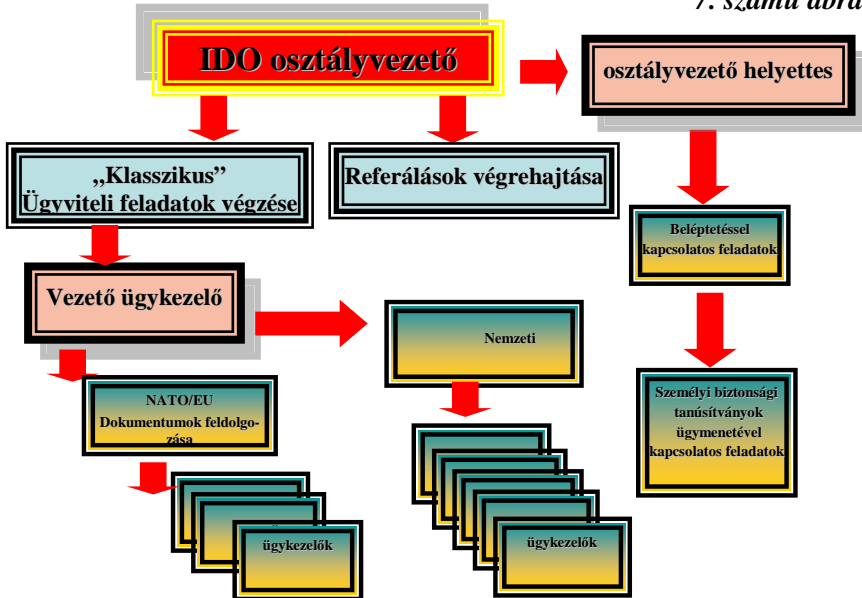 7. számú ábra
IDO osztályvezető
osztályvezető helyettes
„Klasszikus”
Ügyviteli feladatok végzése
Referálások végrehajtása
Beléptetéssel
kapcsolatos feladatok
Vezető ügykezelő
Nemzeti
Személyi biztonsági
tanúsítványok
ügymenetével
kapcsolatos feladatok
NATO/EU
Dokumentumok feldolgo-
zása
ügykezelők
ügykezelők